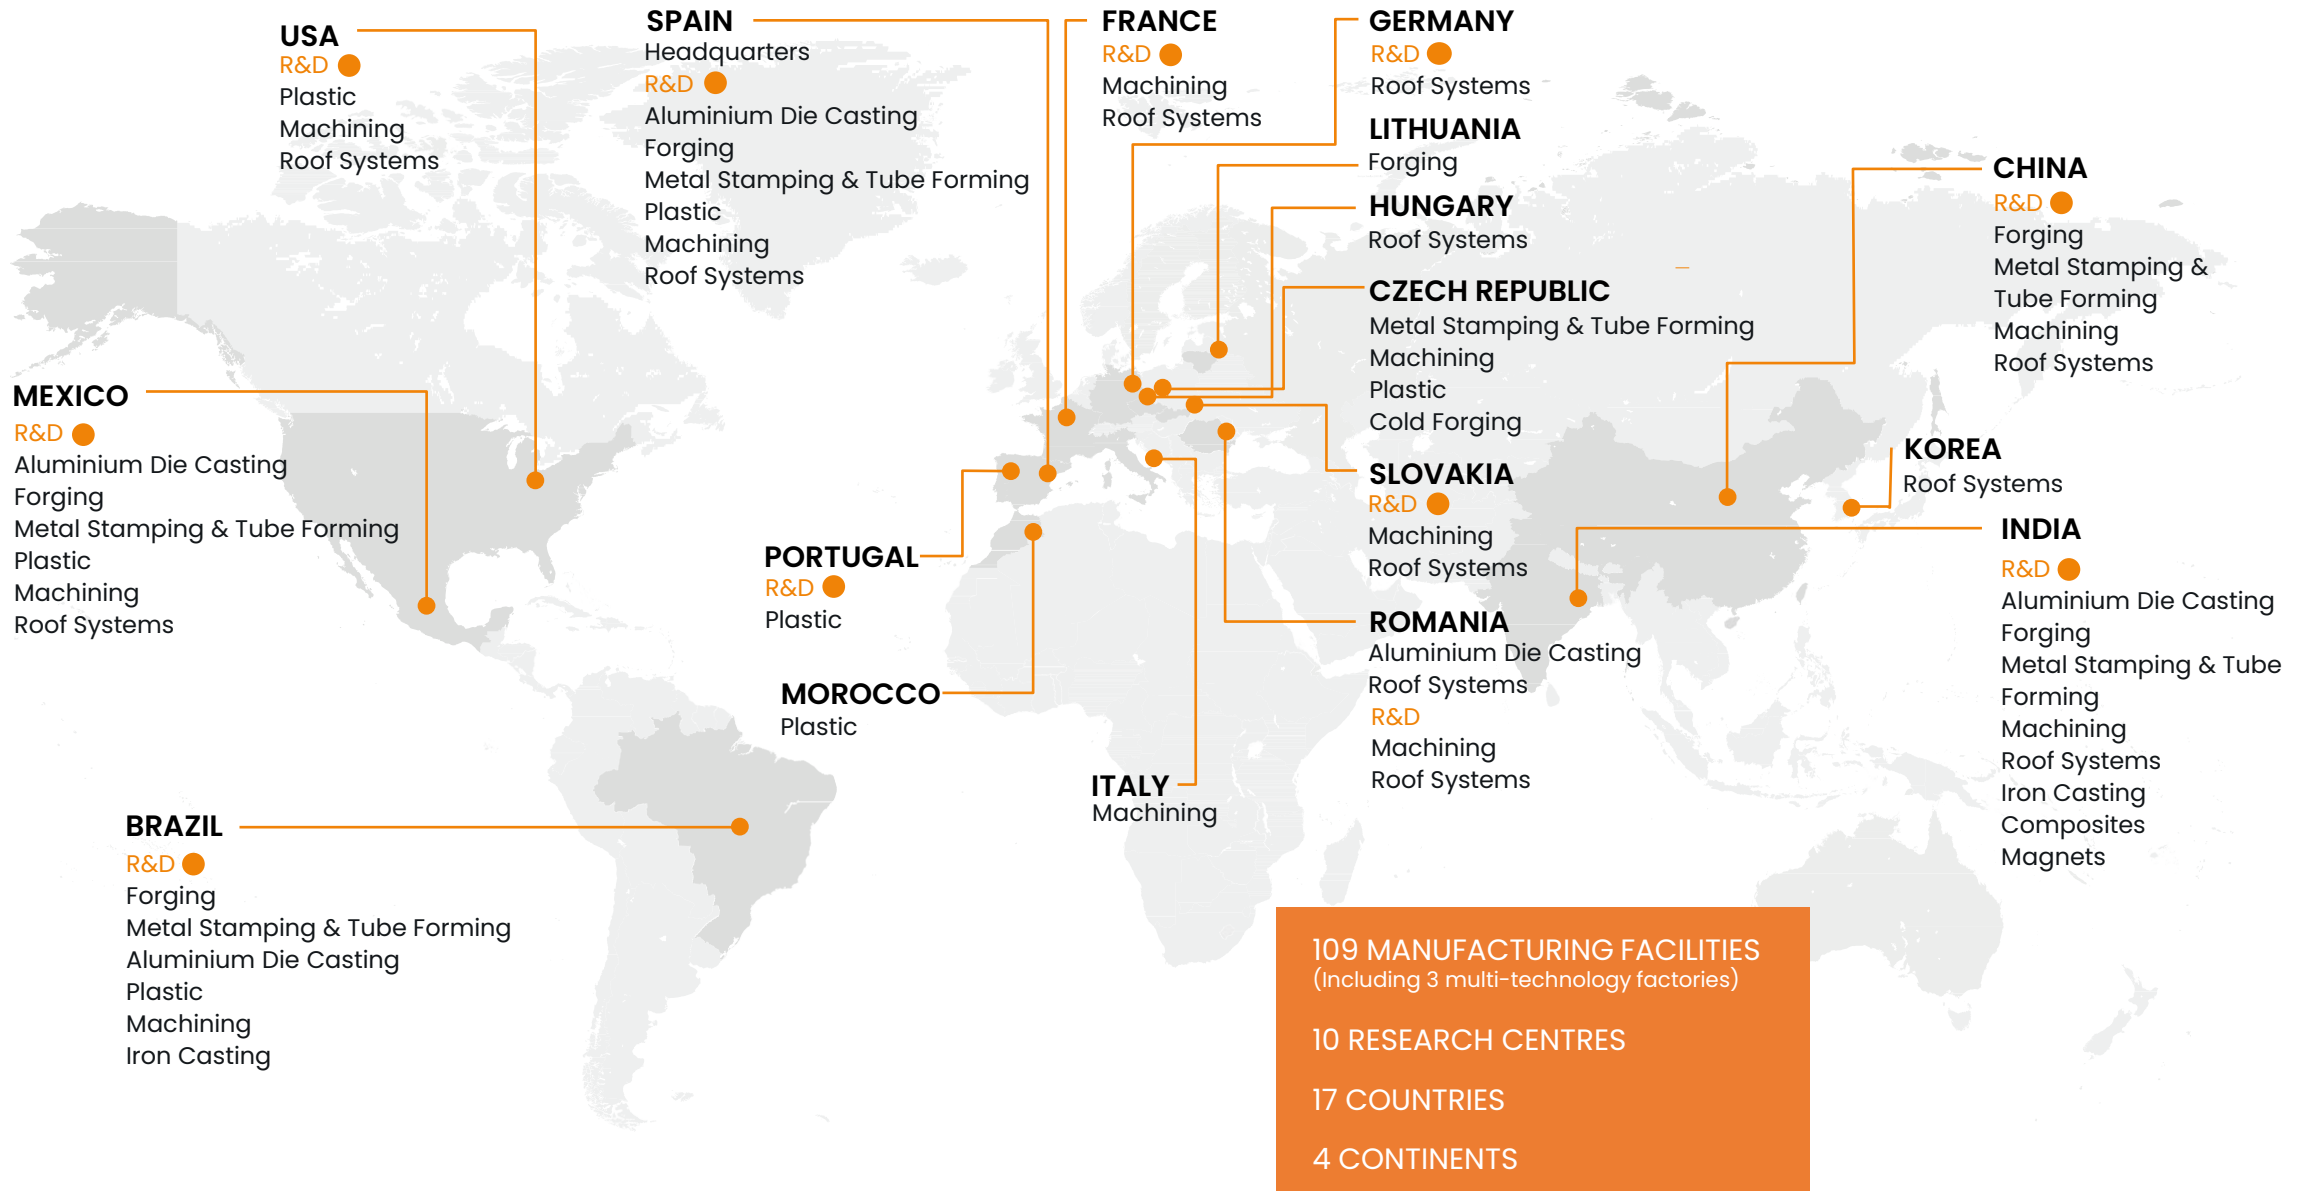 USA
R&D
Plastic
Machining
Roof Systems
SPAIN
Headquarters
R&D
Aluminium Die Casting
Forging
Metal Stamping & Tube Forming
Plastic
Machining
Roof Systems
FRANCE
R&D
Machining
Roof Systems
GERMANY
R&D
Roof Systems
LITHUANIA
Forging
HUNGARY
Roof Systems
CZECH REPUBLIC
Metal Stamping & Tube Forming
Machining
Plastic
Cold Forging
SLOVAKIA
R&D
Machining
Roof Systems
ROMANIA
Aluminium Die Casting
Roof Systems
R&D
Machining
Roof Systems
CHINA
R&D
Forging
Metal Stamping &
Tube Forming
Machining
Roof Systems
KOREA
Roof Systems
INDIA
R&D
Aluminium Die Casting
Forging
Metal Stamping & Tube
Forming
Machining
Roof Systems
Iron Casting
Composites
Magnets
MEXICO
R&D
Aluminium Die Casting
Forging
Metal Stamping & Tube Forming
Plastic
Machining
Roof Systems
PORTUGAL
R&D
Plastic
MOROCCO
Plastic
ITALY
Machining
BRAZIL
R&D
Forging
Metal Stamping & Tube Forming
Aluminium Die Casting
Plastic
Machining
Iron Casting
109 MANUFACTURING FACILITIES
(Including 3 multi-technology factories)
10 RESEARCH CENTRES
17 COUNTRIES
4 CONTINENTS